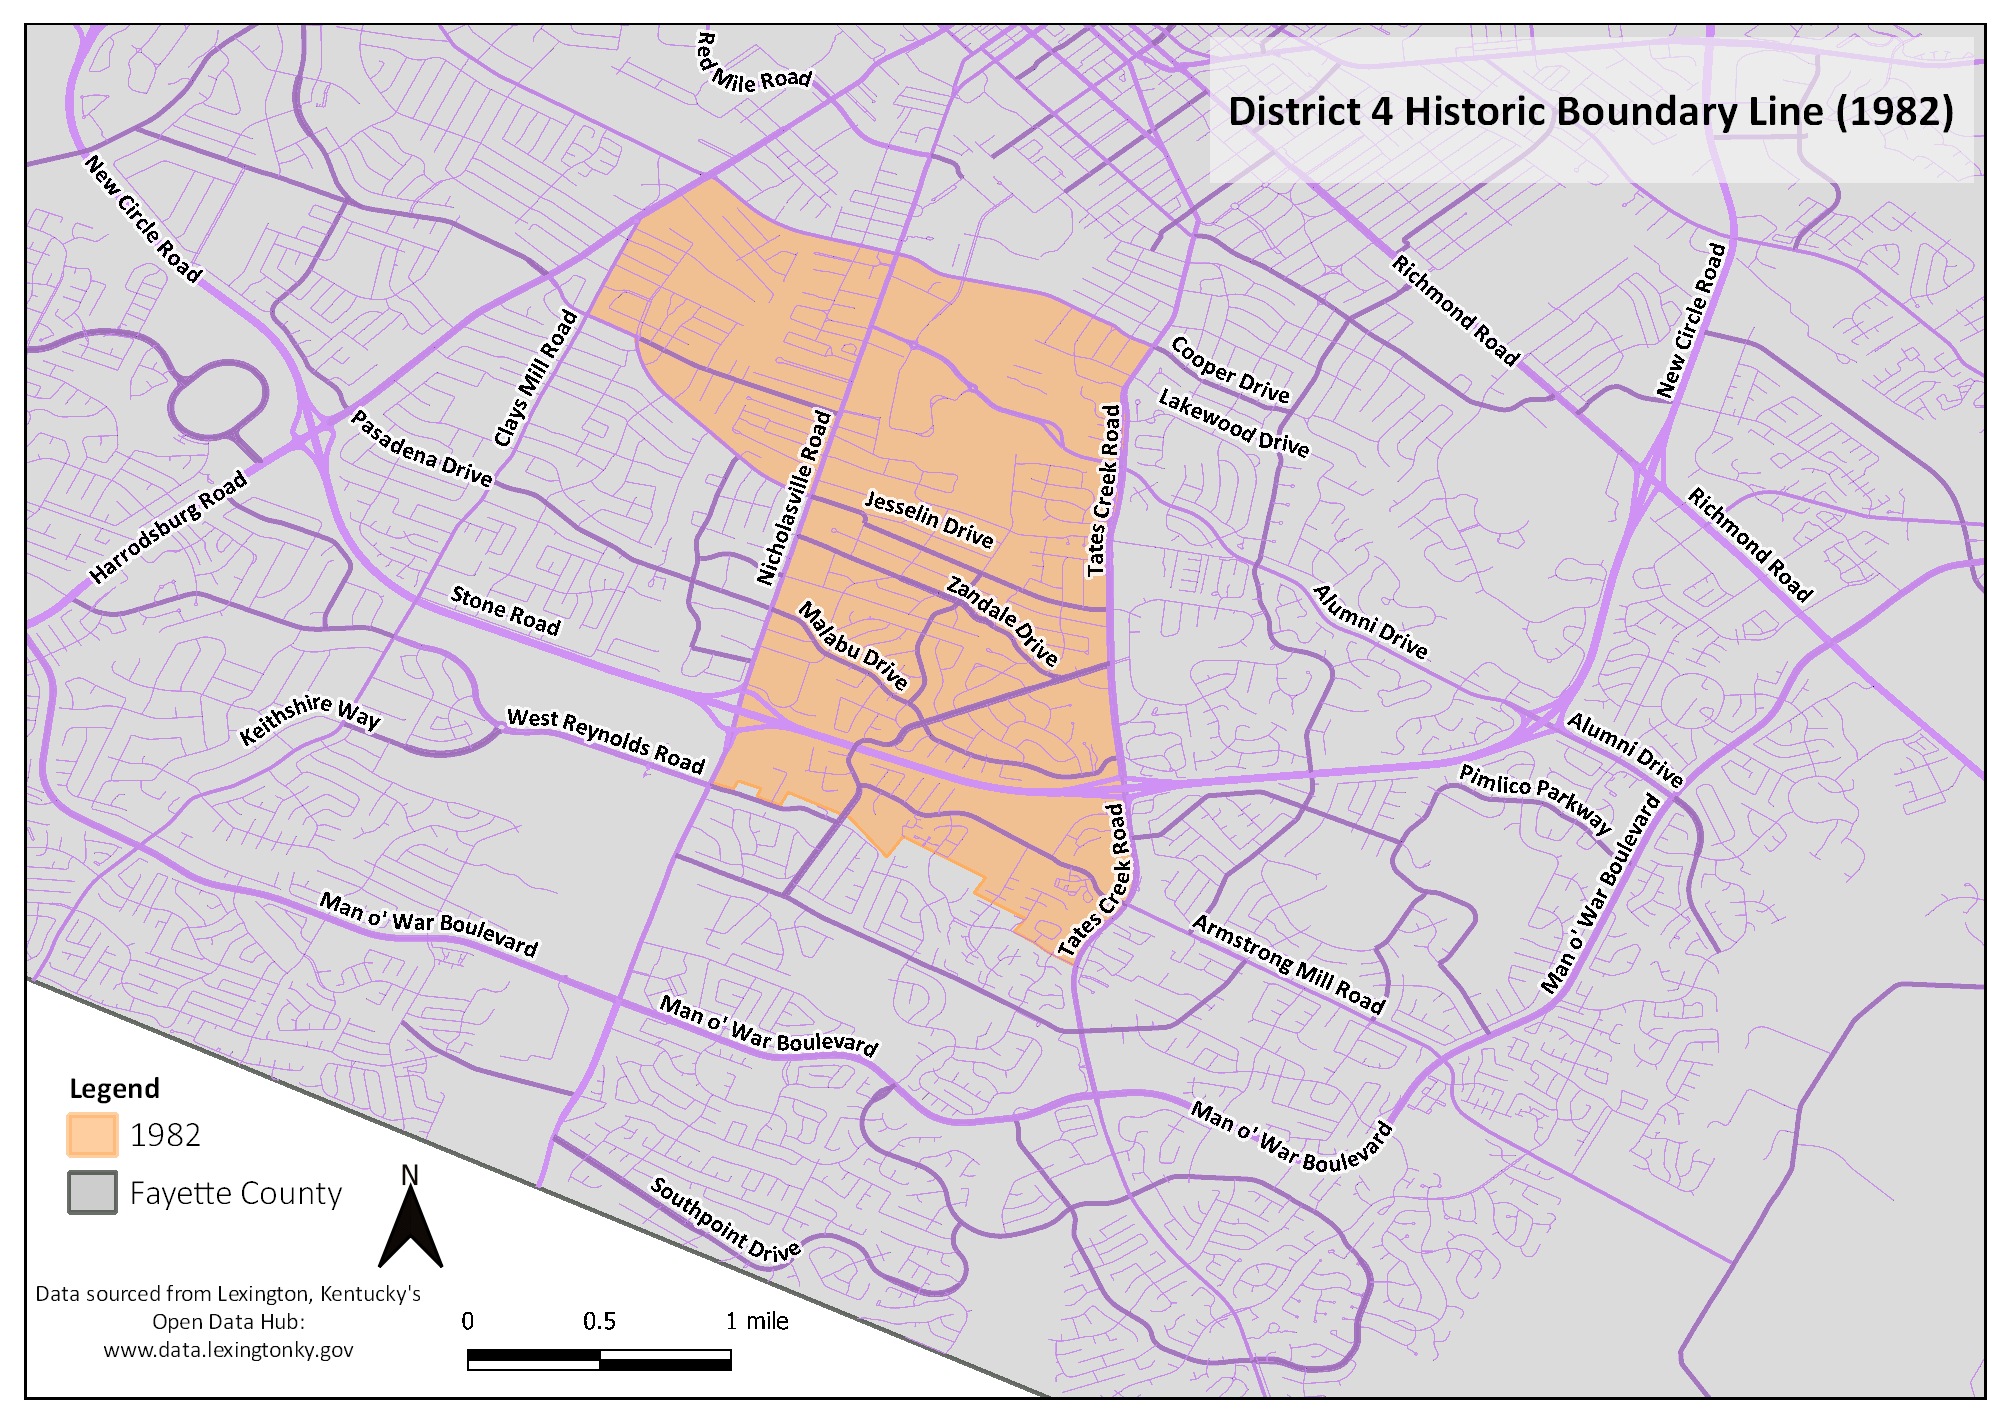 Red Mile Road
District 4 Historic Boundary Line (1982)
New Circle Road
Richmond Road
New Circle Road
Clays Mill Road
Cooper Drive
Lakewood Drive
Pasadena Drive
Nicholasville Road
Tates Creek Road
Harrodsburg Road
Jesselin Drive
Richmond Road
Stone Road
Zandale Drive
Malabu Drive
Alumni Drive
Keithshire Way
West Reynolds Road
Alumni Drive
Pimlico Parkway
Tates Creek Road
Man o' War Boulevard
Man o' War Boulevard
Armstrong Mill Road
Man o' War Boulevard
Man o' War Boulevard
Southpoint Drive
Legend
1982
Fayette County
N
Data sourced from Lexington, Kentucky's
Open Data Hub:
www.data.lexingtonky.gov
0 0.5 1 mile